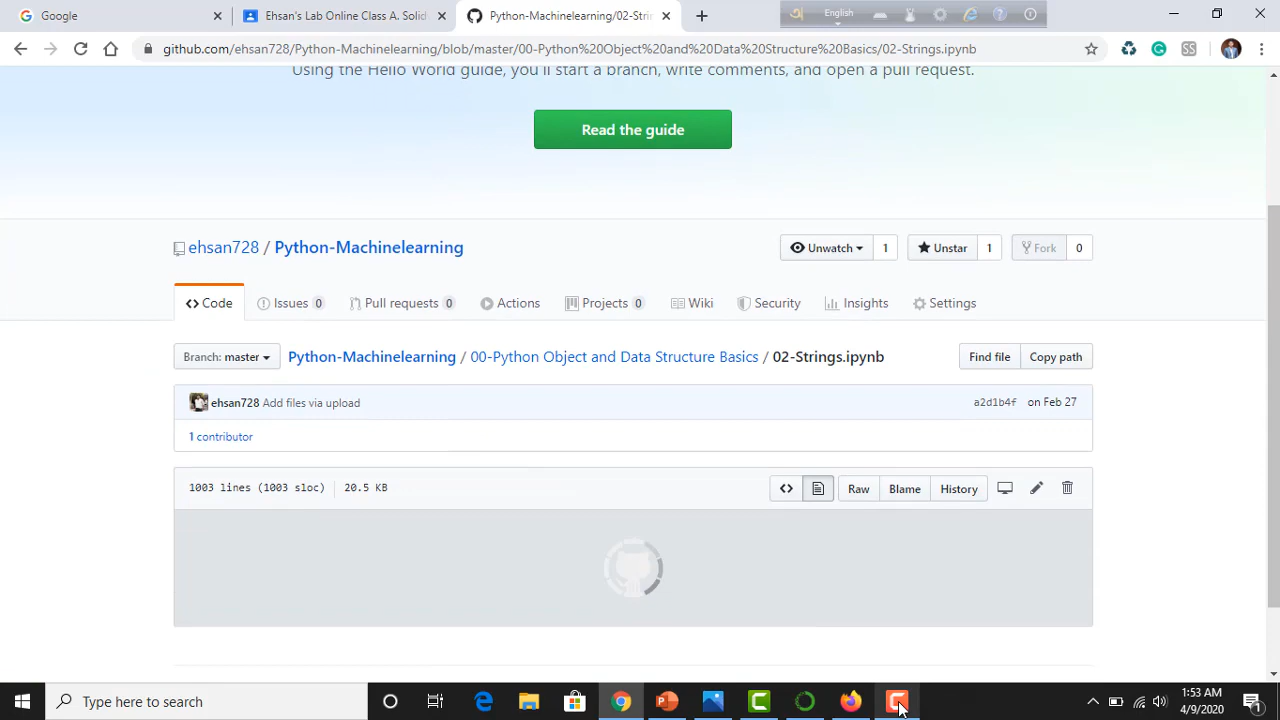 Google
Ehsan's Lab Online Class A. Solid
Python-Machinelearning/02-Strin
English
github.com/ehsan728/Python-Machinelearning/blob/master/00-Python%20Object%20and%20Data%20Structure%20Basics/02-Strings.ipynb
Using the Hello World guide, you'll start a branch, write comments, and open a pull request.
Read the guide
ehsan728 / Python-Machinelearning
Unwatch 1 Unstar 1 Fork 0
Code Issues 0 Pull requests 0 Actions Projects 0 Wiki Security Insights Settings
Branch: master Python-Machinelearning / 00-Python Object and Data Structure Basics / 02-Strings.ipynb Find file Copy path
ehsan728 Add files via upload a2d1b4f on Feb 27
1 contributor
1003 lines (1003 sloc) 20.5 KB Raw Blame History
Type here to search
1:53 AM
4/9/2020
1